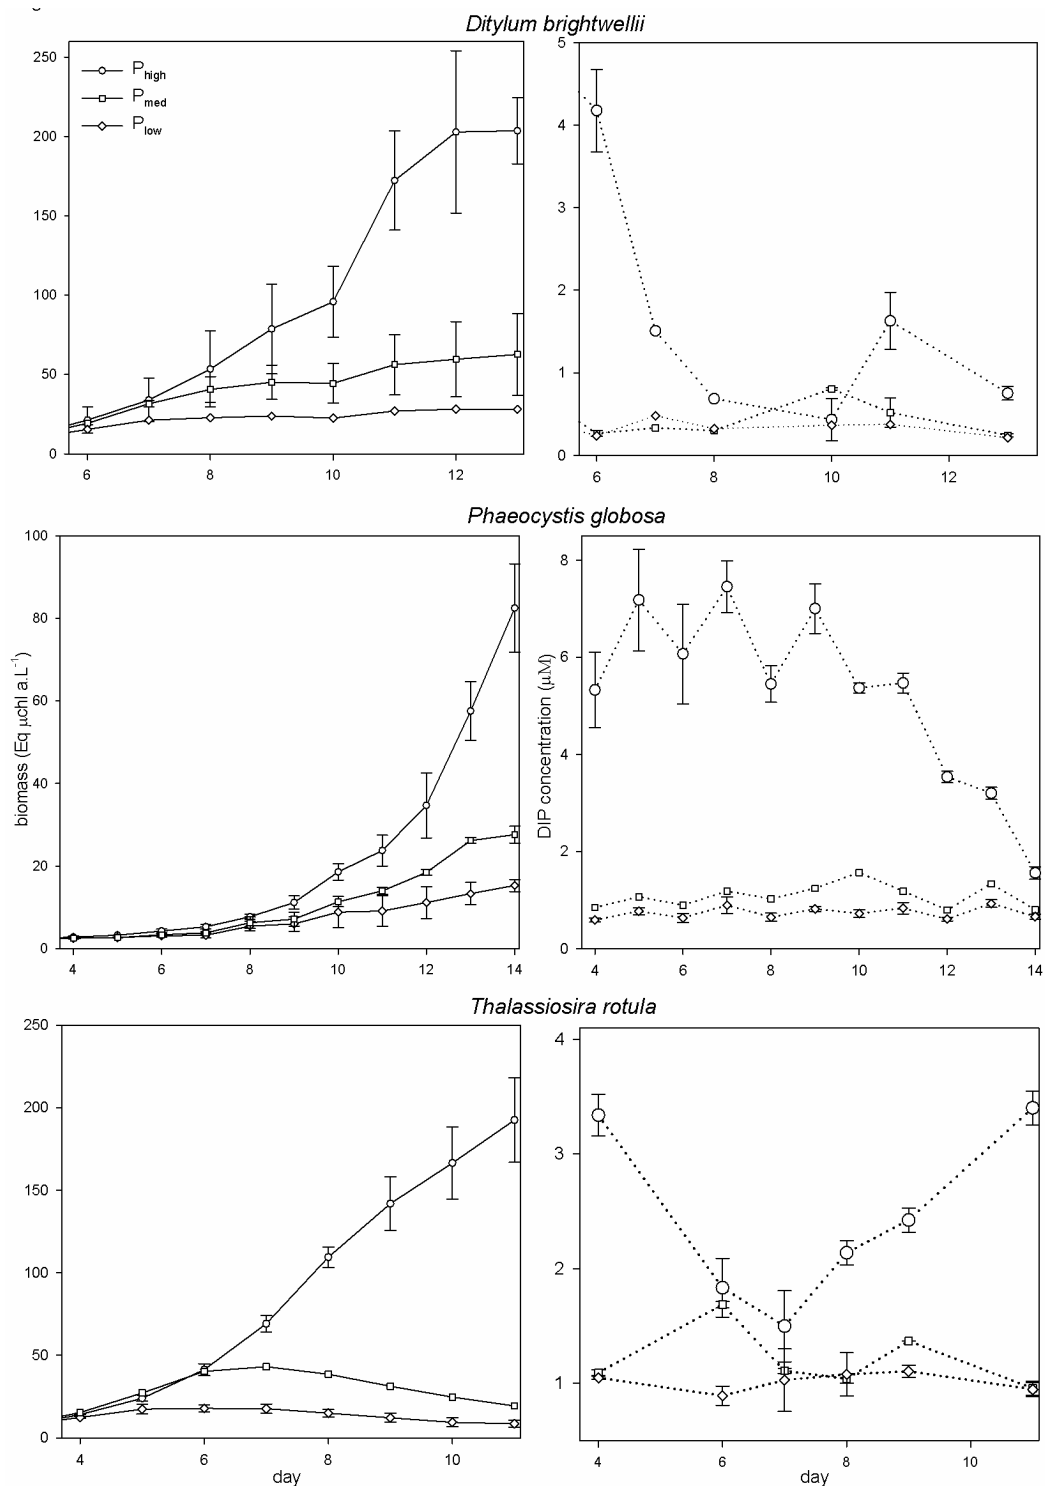 Ditylum brightwellii
250
200
150
100
50
0
P high
P med
P low
6 8 10 12
5
4
3
2
1
0
6 8 10 12
Phaeocystis globosa
biomass (Eq µchl a.L⁻¹)
100
80
60
40
20
0
4 6 8 10 12 14
DIP concentration (µM)
8
6
4
2
0
4 6 8 10 12 14
Thalassiosira rotula
250
200
150
100
50
0
4 6 8 10
day
4
3
2
1
4 6 8 10
day